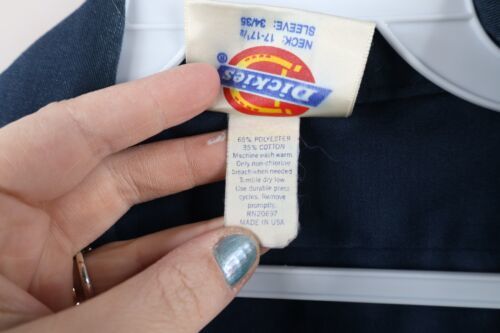 NECK: 17-17½
SLEEVE: 34/35
Dickies®
65% POLYESTER
35% COTTON
Machine wash warm.
Only non-chlorine
bleach when needed
Tumble dry low.
Use durable press
cycles. Remove
promptly.
RN20697
MADE IN USA